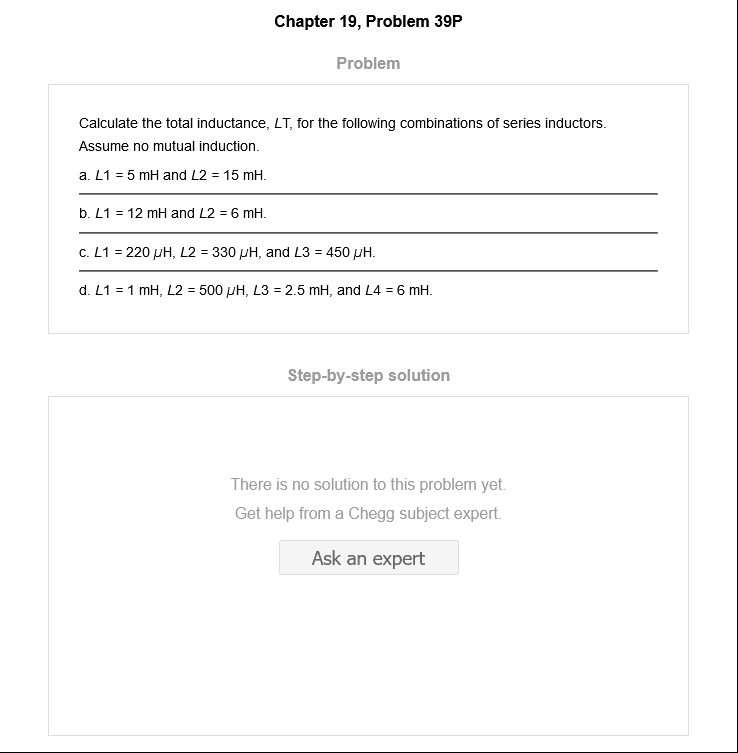 Chapter 19, Problem 39P
Problem
Calculate the total inductance, LT, for the following combinations of series inductors.
Assume no mutual induction.
a. L1 = 5 mH and L2 = 15 mH.
b. L1 = 12 mH and L2 = 6 mH.
c. L1 = 220 μH, L2 = 330 μH, and L3 = 450 μH.
d. L1 = 1 mH, L2 = 500 μH, L3 = 2.5 mH, and L4 = 6 mH.
Step-by-step solution
There is no solution to this problem yet.
Get help from a Chegg subject expert.
Ask an expert